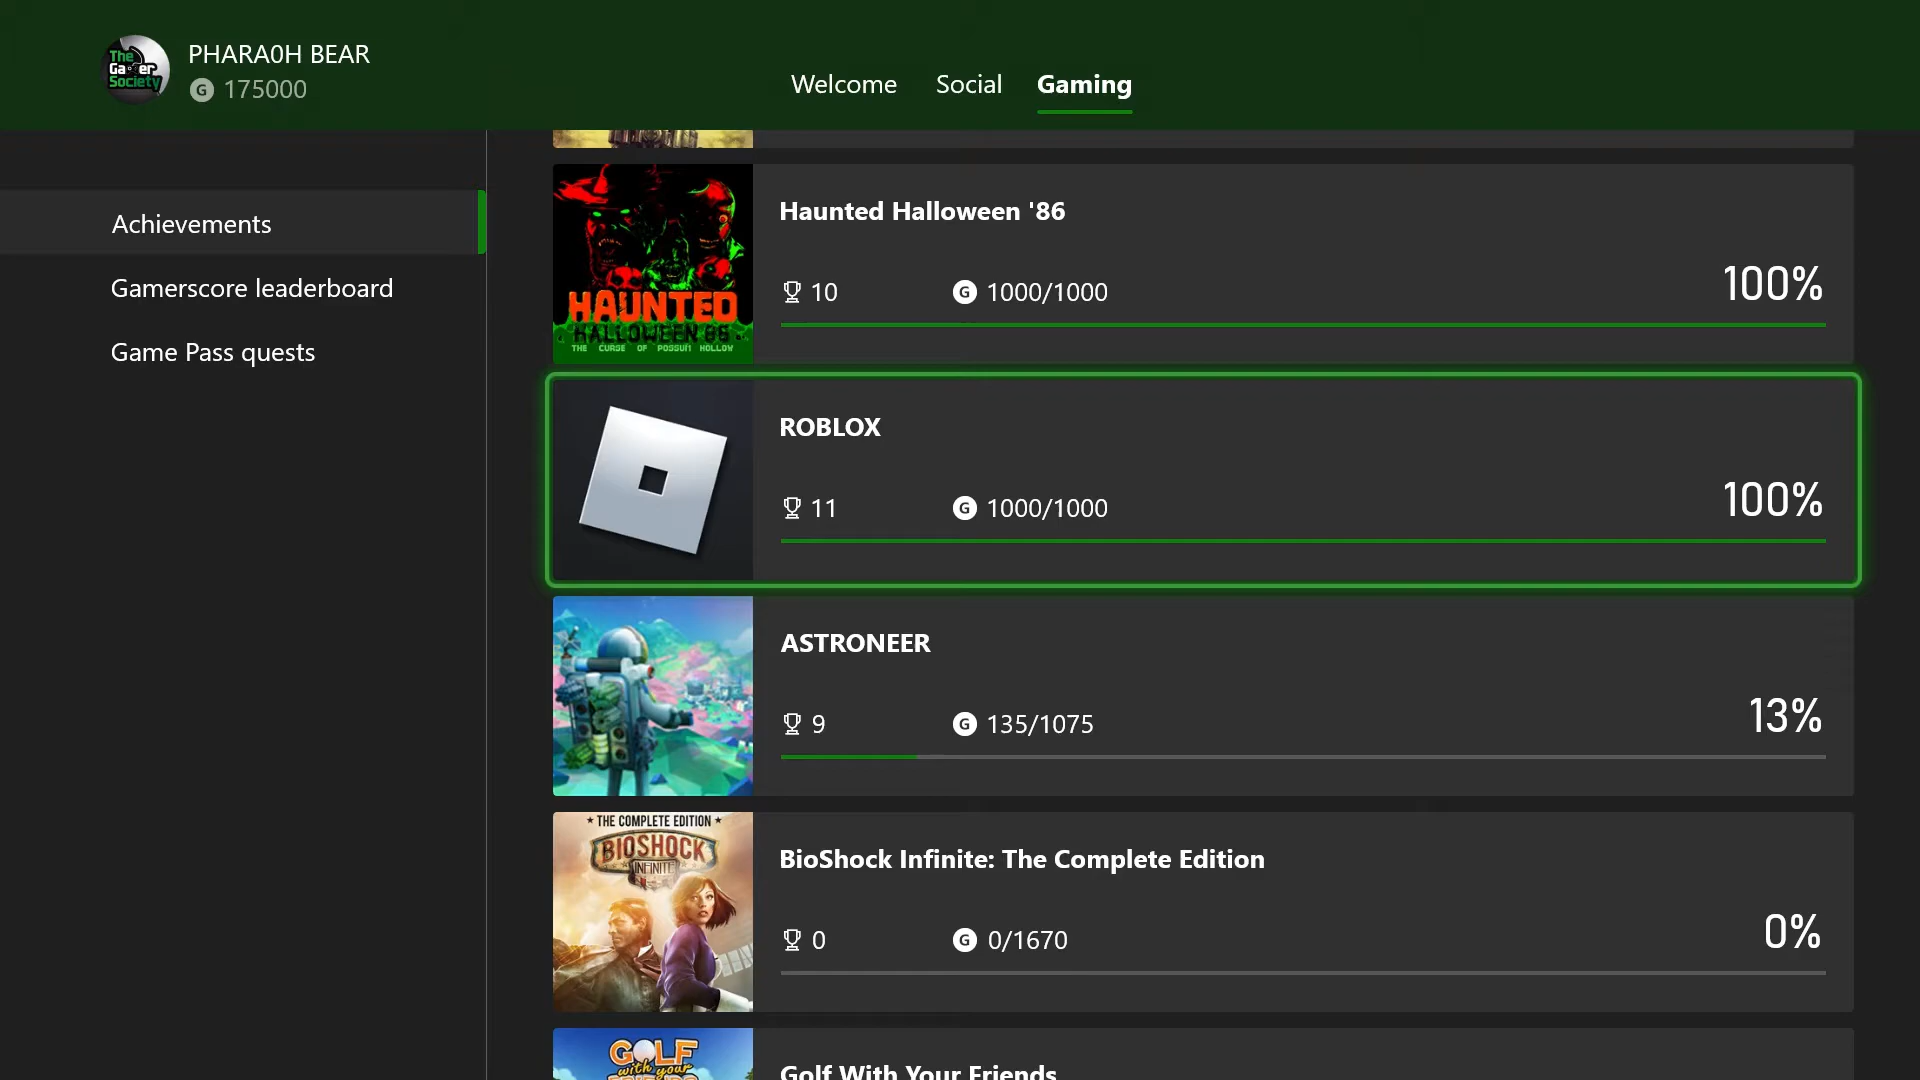 The
Gamer
Society
PHARA0H BEAR
G 175000
Welcome Social Gaming
Achievements
Gamerscore leaderboard
Game Pass quests
HAUNTED
HALLOWEEN 86
THE CURSE OF POSSUM HOLLOW
Haunted Halloween '86
10 G 1000/1000
100%
ROBLOX
11 G 1000/1000
100%
ASTRONEER
9 G 135/1075
13%
★ THE COMPLETE EDITION ★
BIOSHOCK
INFINITE
BioShock Infinite: The Complete Edition
0 G 0/1670
0%
GOLF
with your
FRIENDS
Golf With Your Friends